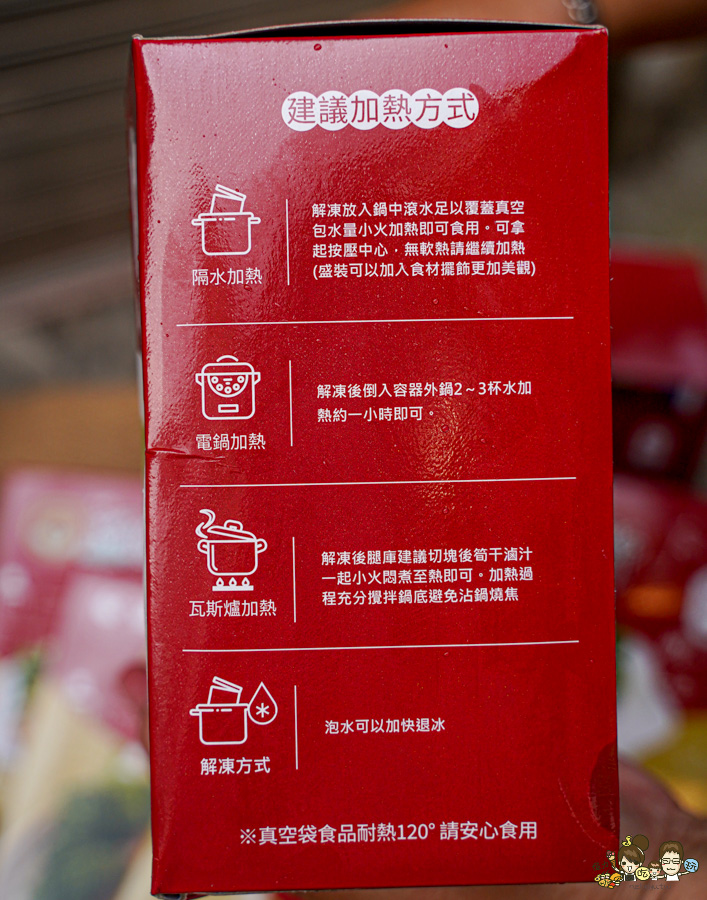 建議加熱方式
解凍放入鍋中滾水足以覆蓋真空
包水量小火加熱即可食用。可拿
起按壓中心，無軟熱請繼續加熱
(盛裝可以加入食材擺飾更加美觀)
隔水加熱
解凍後倒入容器外鍋2～3杯水加
熱約一小時即可。
電鍋加熱
解凍後腿庫建議切塊後筍干滷汁
一起小火悶煮至熱即可。加熱過
程充分攪拌鍋底避免沾鍋燒焦
瓦斯爐加熱
泡水可以加快退冰
解凍方式
※真空袋食品耐熱120° 請安心食用